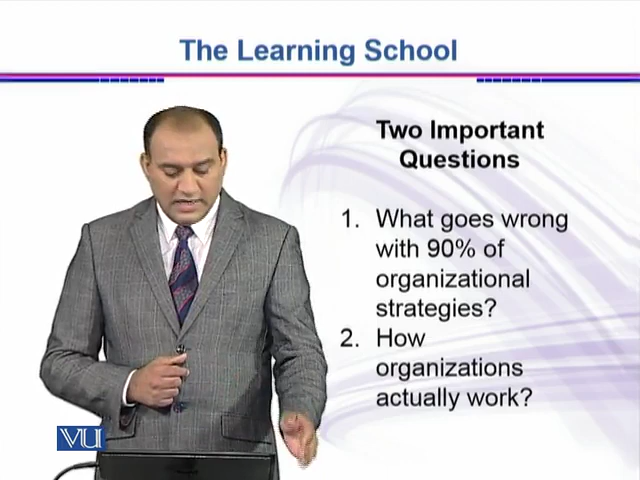 The Learning School
Two Important
Questions
1. What goes wrong
with 90% of
organizational
strategies?
2. How
organizations
actually work?
VU